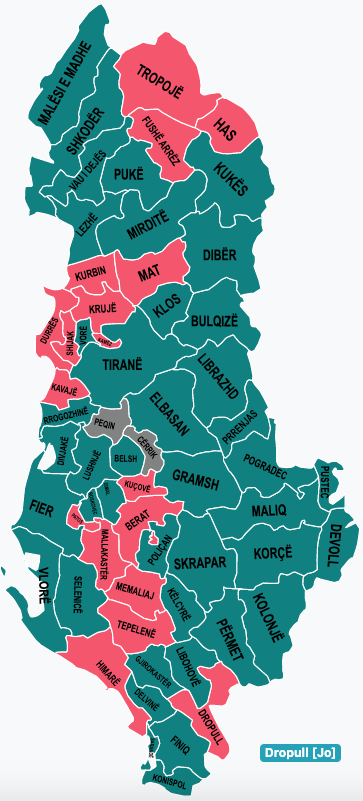 MALËSI E MADHE
TROPOJË
SHKODËR
HAS
FUSHË ARRËZ
VAU I DEJËS
PUKË
KUKËS
LEZHË
MIRDITË
DIBËR
KURBIN
MAT
KRUJË
KLOS
DURRËS
SHIJAK
VORË
KAMËZ
BULQIZË
TIRANË
LIBRAZHD
KAVAJË
ELBASAN
RROGOZHINË
PEQIN
PRRENJAS
CËRRIK
DIVJAKË
LUSHNJË
BELSH
POGRADEC
GRAMSH
PUSTEC
KUÇOVË
FIER
MALIQ
BERAT
DEVOLL
MALLAKASTËR
POLIÇAN
KORÇË
SKRAPAR
VLORË
SELENICË
MEMALIAJ
KËLCYRË
KOLONJË
TEPELENË
PËRMET
LIBOHOVË
GJIROKASTËR
HIMARË
DELVINË
DROPULL
FINIQ
Dropull [Jo]
KONISPOL